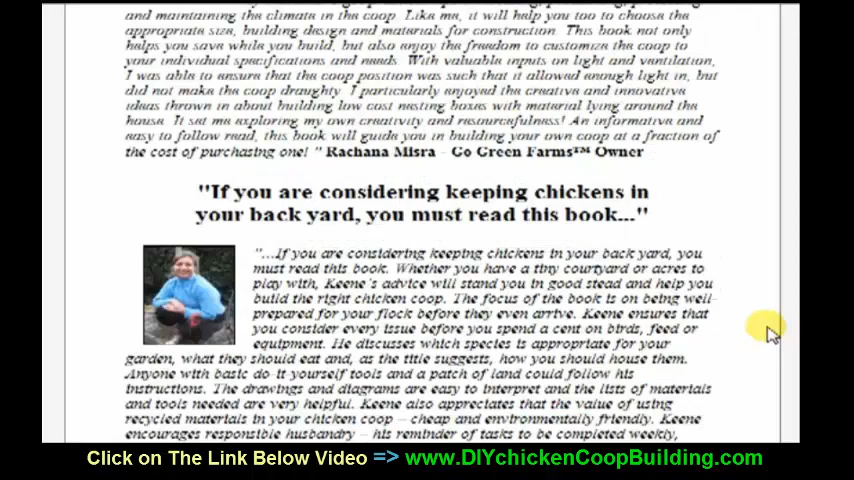 and maintaining the climate in the coop. Like me, it will help you too to choose the
appropriate size, building design and materials for construction. This book not only
helps you save while you build, but also enjoy the freedom to customize the coop to
your individual specifications and needs. With valuable inputs on light and ventilation,
I was able to ensure that the coop position was such that it allowed enough light in, but
did not make the coop draughty. I particularly enjoyed the creative and innovative
ideas thrown in about building low cost nesting boxes with material lying around the
house. It set me exploring my own creativity and resourcefulness! An informative and
easy to follow read, this book will guide you in building your own coop at a fraction of
the cost of purchasing one! " Rachana Misra – Go Green Farms™ Owner
"If you are considering keeping chickens in
your back yard, you must read this book..."
"…If you are considering keeping chickens in your back yard, you
must read this book. Whether you have a tiny courtyard or acres to
play with, Keene's advice will stand you in good stead and help you
build the right chicken coop. The focus of the book is on being well-
prepared for your flock before they even arrive. Keene ensures that
you consider every issue before you spend a cent on birds, feed or
equipment. He discusses which species is appropriate for your
garden, what they should eat and, as the title suggests, how you should house them.
Anyone with basic do-it yourself tools and a patch of land could follow his
instructions. The drawings and diagrams are easy to interpret and the lists of materials
and tools needed are very helpful. Keene also appreciates that the value of using
recycled materials in your chicken coop – cheap and environmentally friendly. Keene
encourages responsible husbandry – his reminder of tasks to be completed weekly,
Click on The Link Below Video => www.DIYchickenCoopBuilding.com